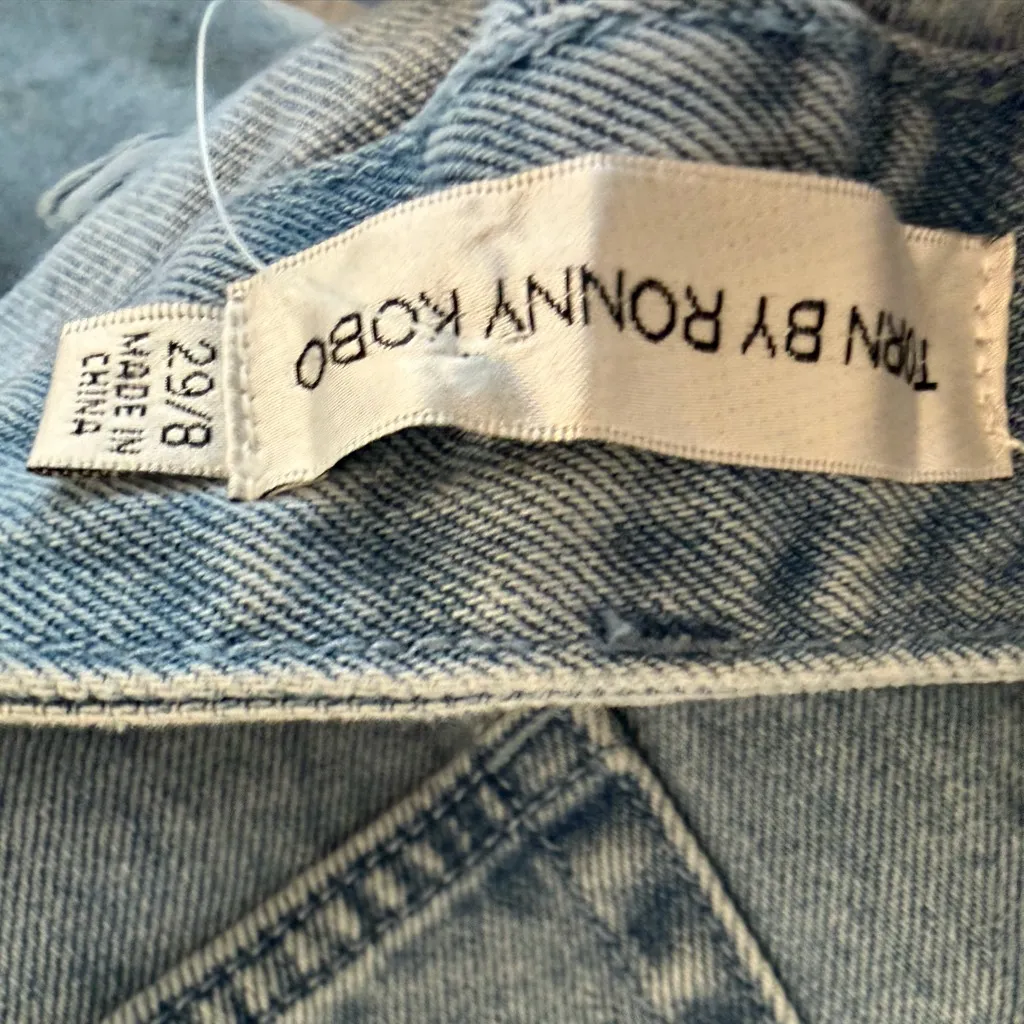 TORN BY RONNY KOBO
29/8
MADE IN
CHINA